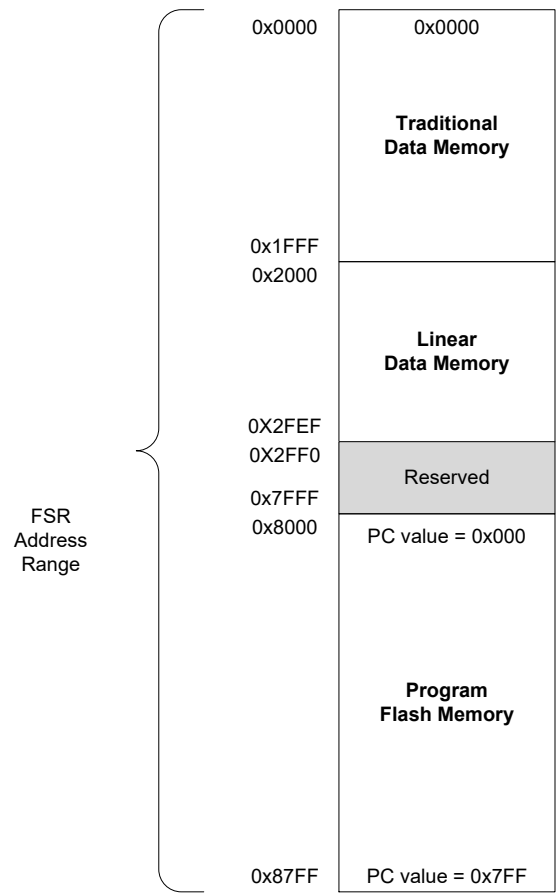 0x0000 0x0000
Traditional
Data Memory
0x1FFF
0x2000
Linear
Data Memory
0X2FEF
0X2FF0
Reserved
0x7FFF
FSR
Address
Range
0x8000 PC value = 0x000
Program
Flash Memory
0x87FF PC value = 0x7FF